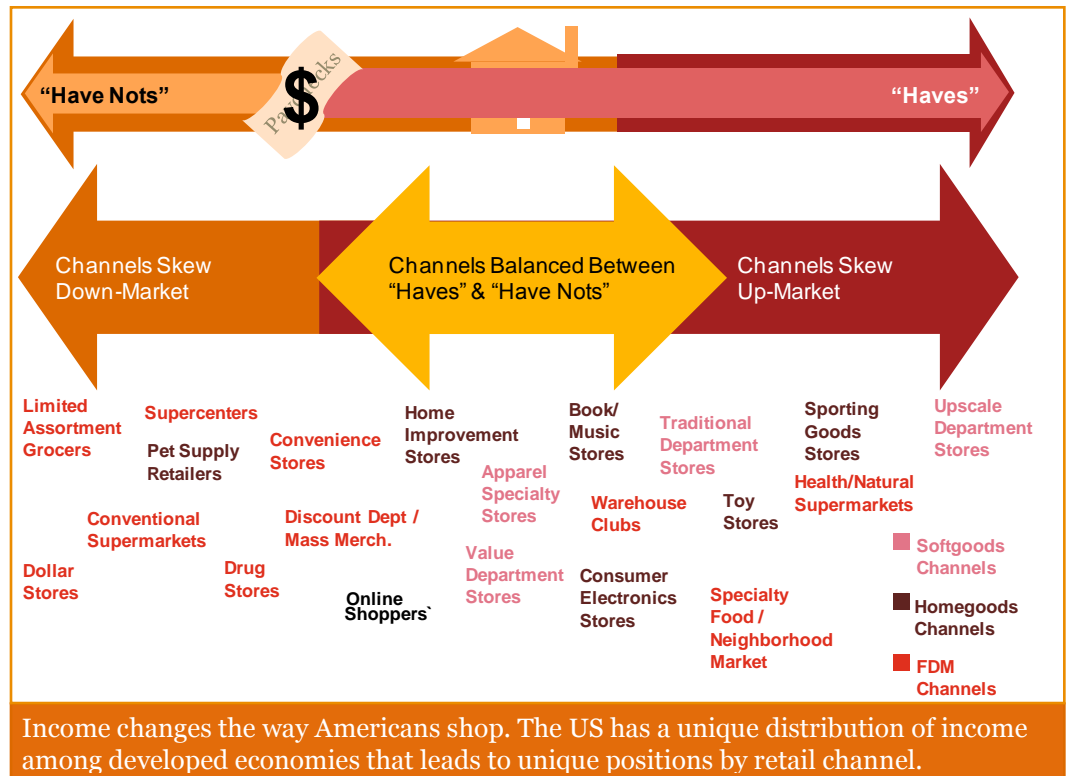 "Have Nots"
Paychecks
$
"Haves"
Channels Skew
Down-Market
Channels Balanced Between
"Haves" & "Have Nots"
Channels Skew
Up-Market
Limited
Assortment
Grocers
Supercenters
Pet Supply
Retailers
Convenience
Stores
Home
Improvement
Stores
Book/
Music
Stores
Traditional
Department
Stores
Sporting
Goods
Stores
Upscale
Department
Stores
Apparel
Specialty
Stores
Health/Natural
Supermarkets
Conventional
Supermarkets
Discount Dept /
Mass Merch.
Warehouse
Clubs
Toy
Stores
Dollar
Stores
Drug
Stores
Online
Shoppers`
Value
Department
Stores
Consumer
Electronics
Stores
Specialty
Food /
Neighborhood
Market
Softgoods
Channels
Homegoods
Channels
FDM
Channels
Income changes the way Americans shop. The US has a unique distribution of income
among developed economies that leads to unique positions by retail channel.